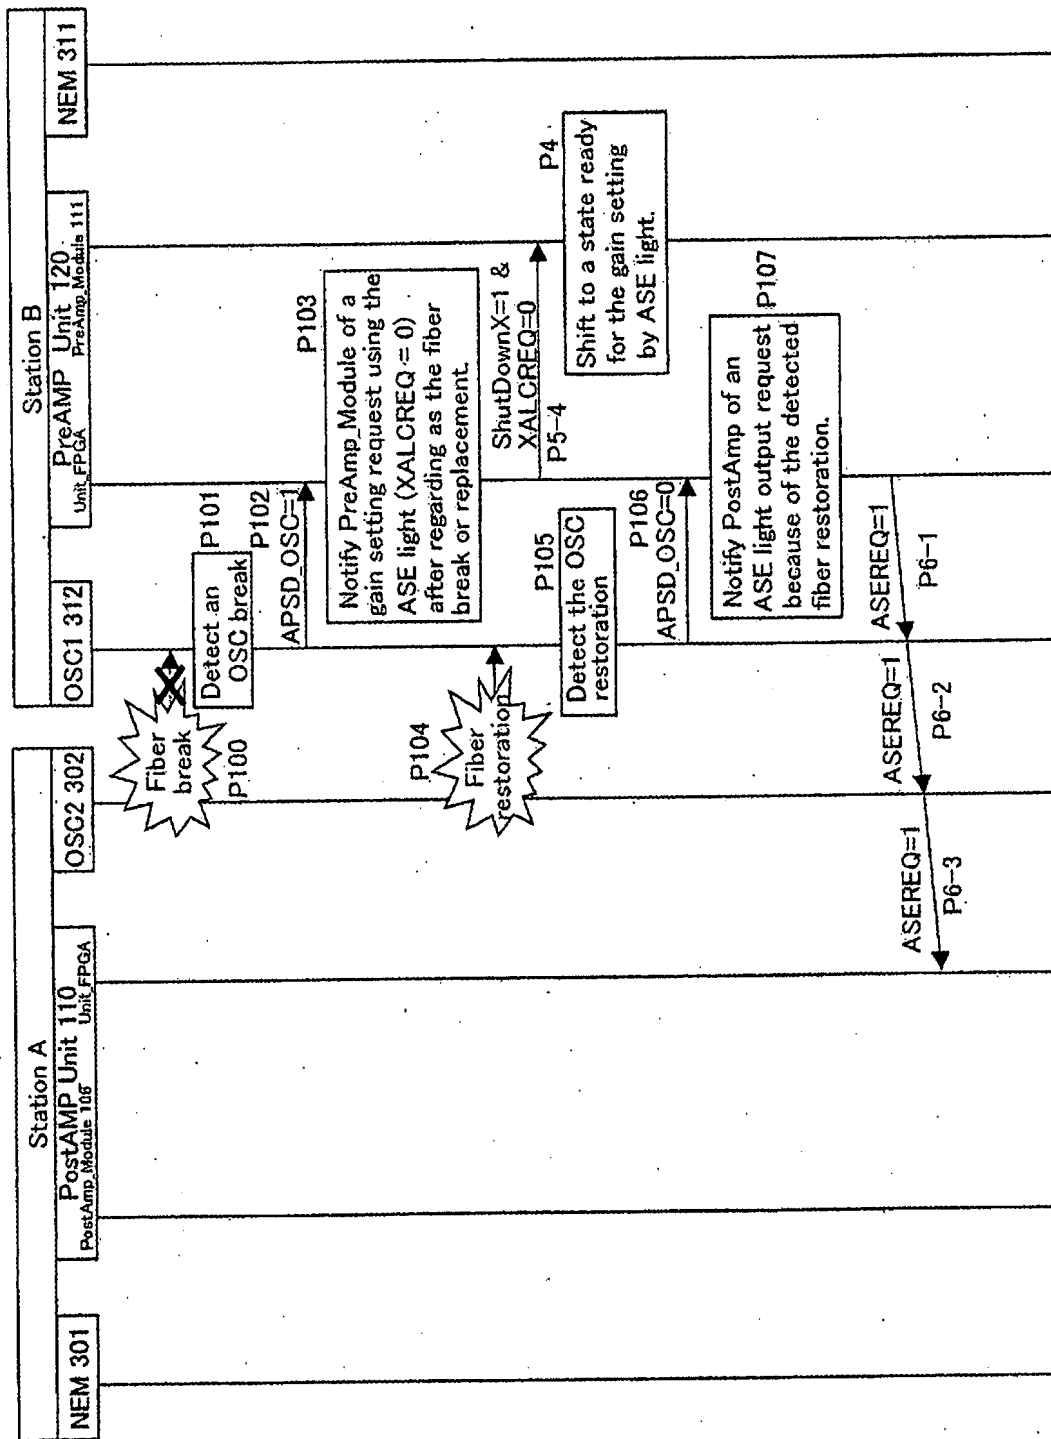 Station A
Station B
NEM 301
PostAMP Unit 110
PostAmp_Module 106
Unit_FPGA
OSC2 302
OSC1 312
PreAMP Unit 120
Unit_FPGA
PreAmp_Module 111
NEM 311
Fiber
break
P100
Detect an
OSC break
P101
P102
APSD_OSC=1
P103
Notify PreAmp_Module of a
gain setting request using the
ASE light (XALCREQ = 0)
after regarding as the fiber
break or replacement.
P104
Fiber
restoration
ShutDownX=1 &
XALCREQ=0
P5-4
P4
Shift to a state ready
for the gain setting
by ASE light.
P105
Detect the OSC
restoration
P106
APSD_OSC=0
P107
Notify PostAmp of an
ASE light output request
because of the detected
fiber restoration.
ASEREQ=1
P6-1
ASEREQ=1
P6-2
ASEREQ=1
P6-3